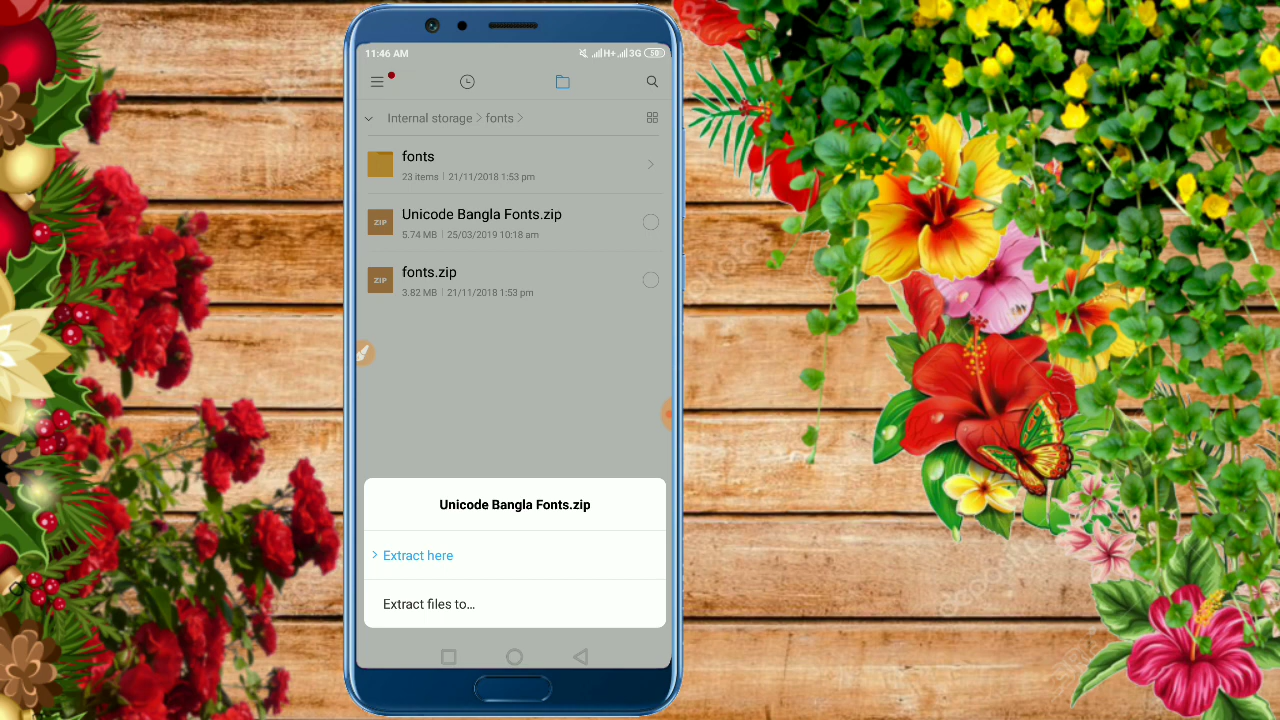 11:46 AM H+ 3G 59
Internal storage > fonts >
fonts
23 items | 21/11/2018 1:53 pm
ZIP
Unicode Bangla Fonts.zip
5.74 MB | 25/03/2019 10:18 am
ZIP
fonts.zip
3.82 MB | 21/11/2018 1:53 pm
Unicode Bangla Fonts.zip
> Extract here
Extract files to...